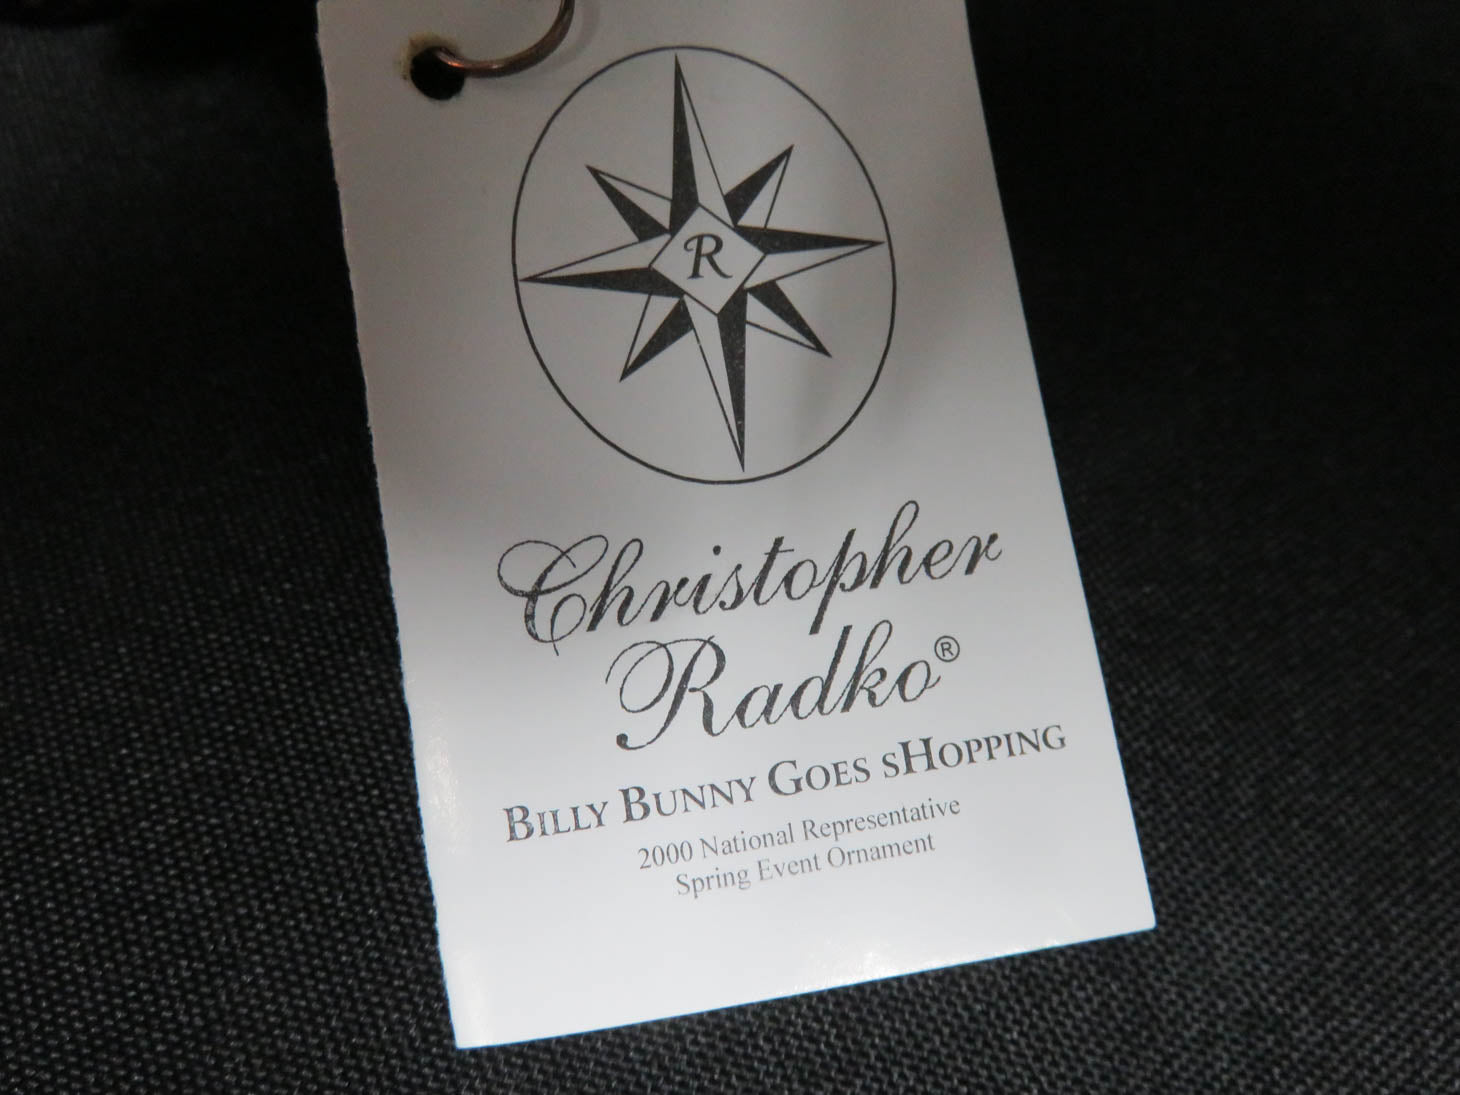 R
Christopher
Radko®
BILLY BUNNY GOES sHOPPING
2000 National Representative
Spring Event Ornament